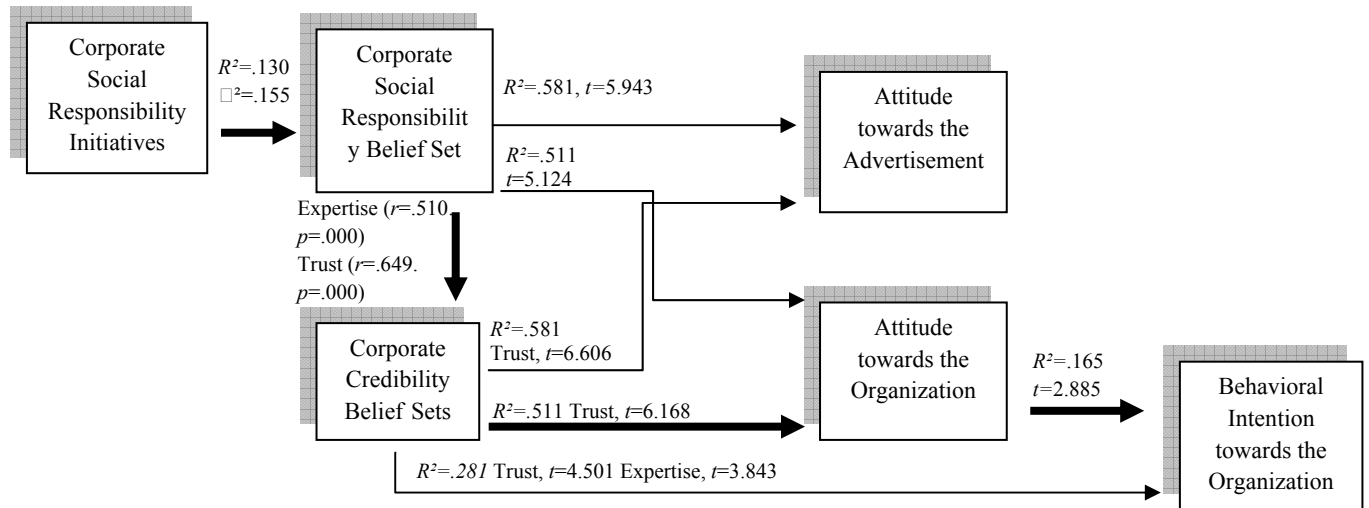 Corporate
Social
Responsibility
Initiatives
R²=.130
□²=.155
Corporate
Social
Responsibilit
y Belief Set
R²=.581, t=5.943
R²=.511
t=5.124
Attitude
towards the
Advertisement
Expertise (r=.510.
p=.000)
Trust (r=.649.
p=.000)
Corporate
Credibility
Belief Sets
R²=.581
Trust, t=6.606
R²=.511 Trust, t=6.168
Attitude
towards the
Organization
R²=.165
t=2.885
Behavioral
Intention
towards the
Organization
R²=.281 Trust, t=4.501 Expertise, t=3.843